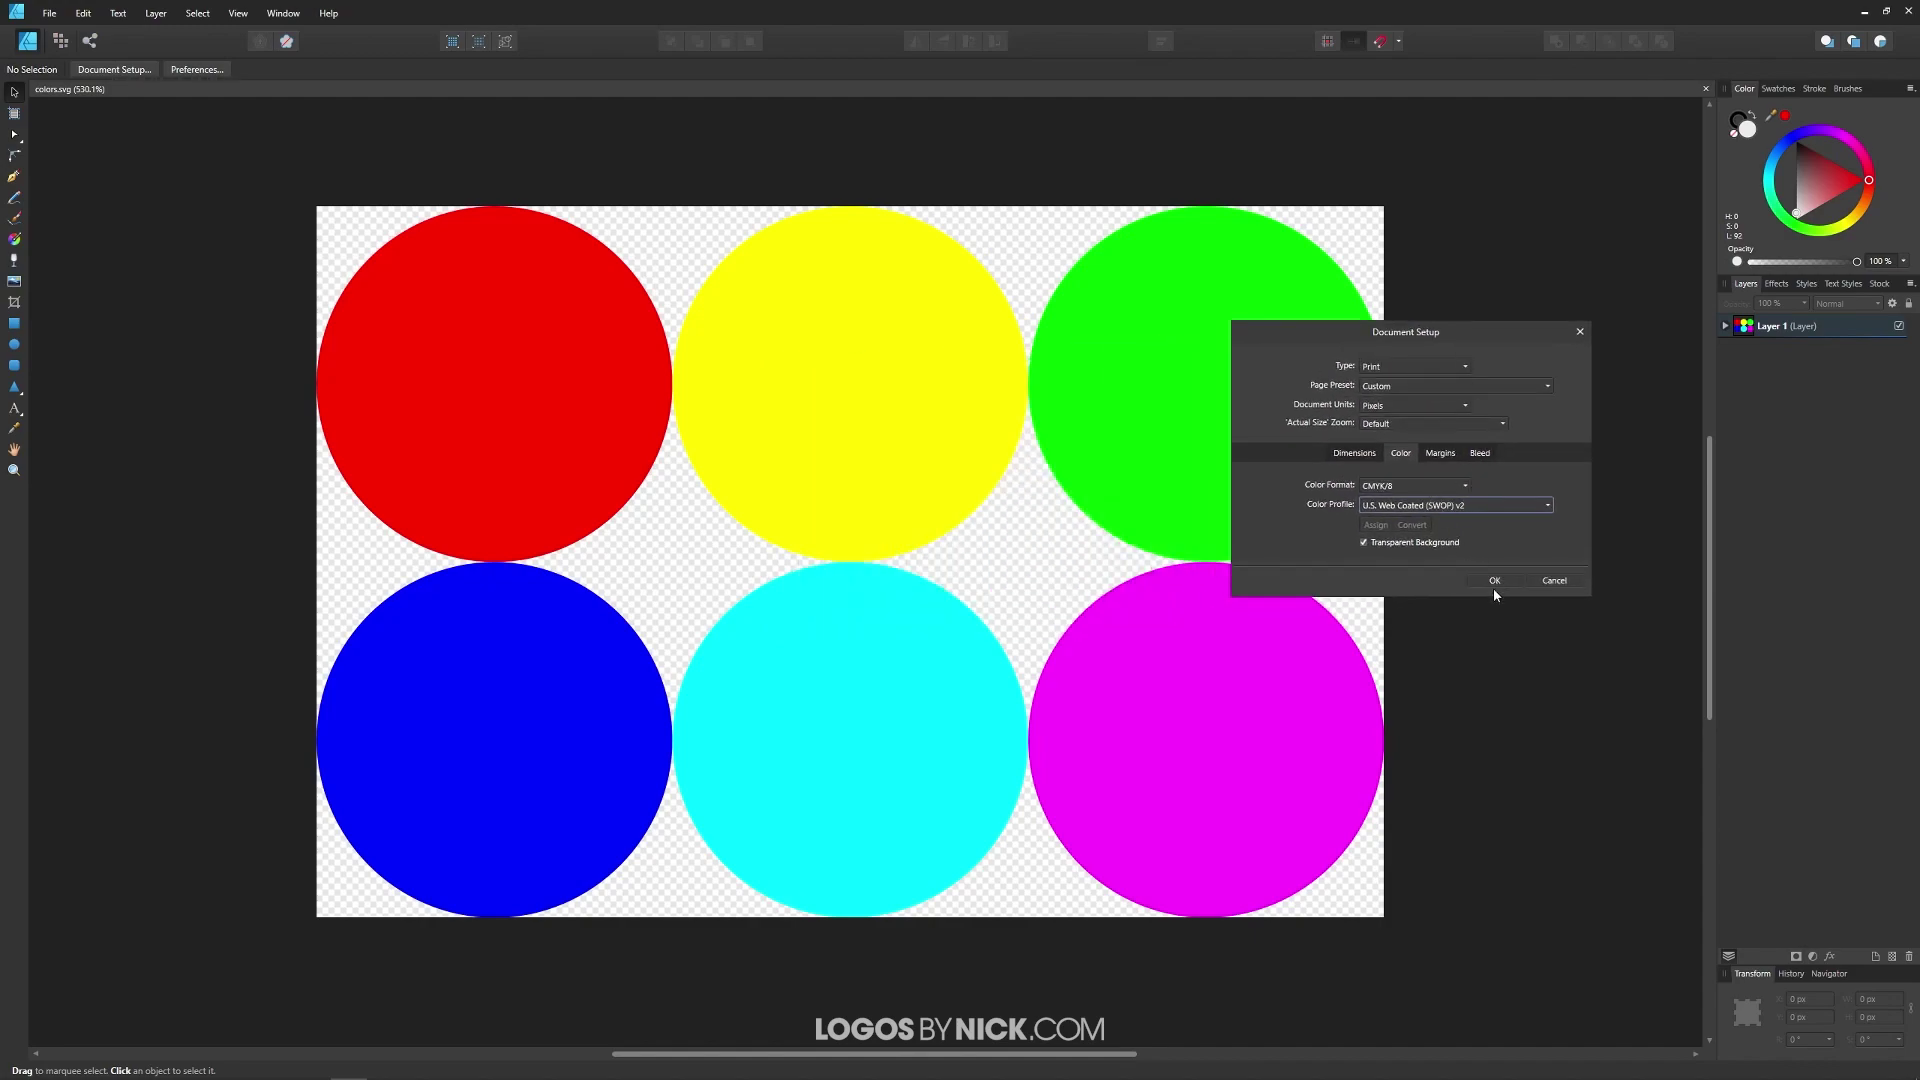 File Edit Text Layer Select View Window Help
No Selection Document Setup... Preferences...
colors.svg (530.1%)
Color Swatches Stroke Brushes
H: 0
S: 0
L: 92
Opacity
100 %
Layers Effects Styles Text Styles Stock
Opacity: 100 % Normal
Layer 1 (Layer)
Document Setup
Type: Print
Page Preset: Custom
Document Units: Pixels
'Actual Size' Zoom: Default
Dimensions Color Margins Bleed
Color Format: CMYK/8
Color Profile: U.S. Web Coated (SWOP) v2
Assign Convert
Transparent Background
OK Cancel
fx
Transform History Navigator
X: 0 px W: 0 px
Y: 0 px H: 0 px
R: 0 ° S: 0 °
LOGOS BY NICK.COM
Drag to marquee select. Click an object to select it.